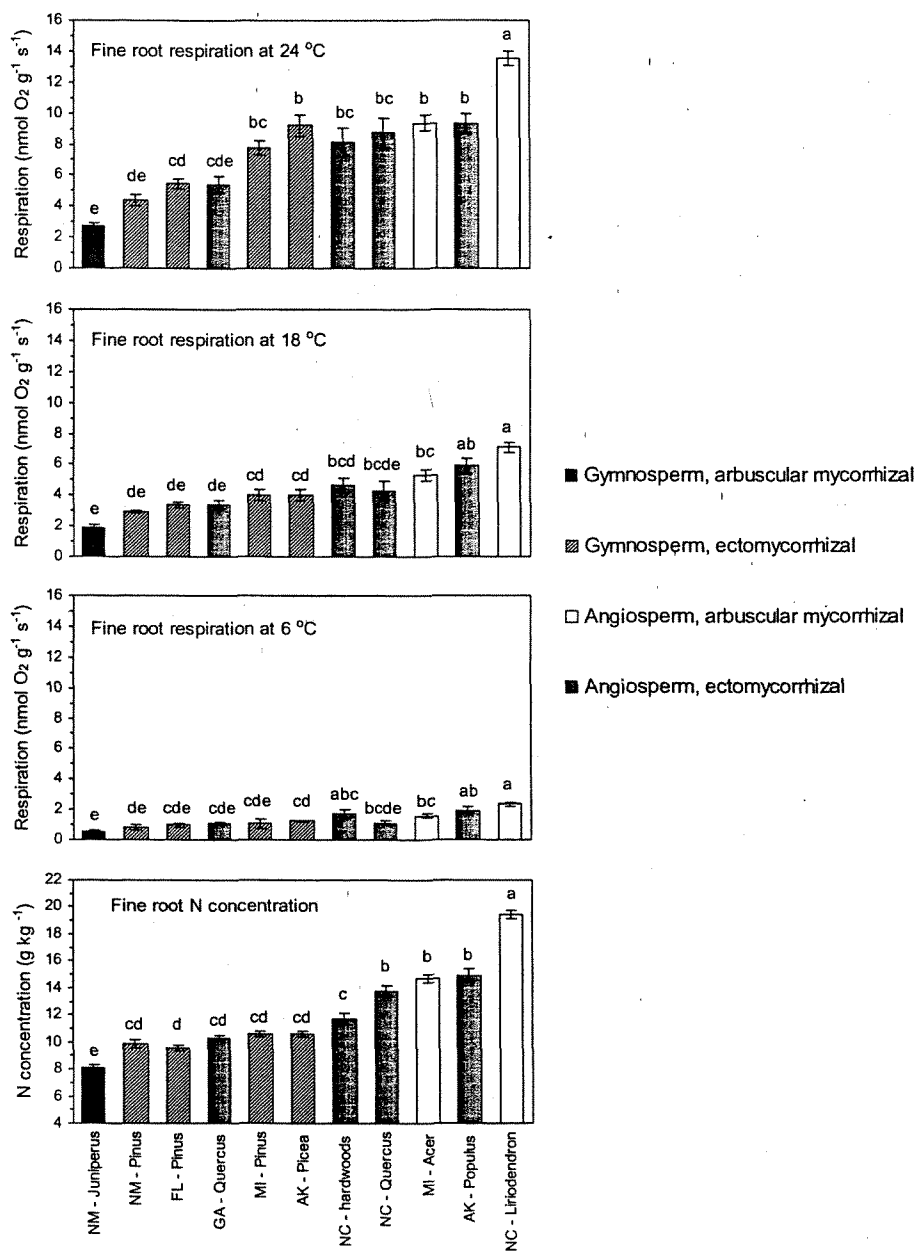 Fine root respiration at 24 °C
Respiration (nmol O2 g-1 s-1)
16
14
12
10
8
6
4
2
0
e
de
cd
cde
bc
b
bc
bc
b
b
a
Fine root respiration at 18 °C
Respiration (nmol O2 g-1 s-1)
16
14
12
10
8
6
4
2
0
e
de
de
de
cd
cd
bcd
bcde
bc
ab
a
Fine root respiration at 6 °C
Respiration (nmol O2 g-1 s-1)
16
14
12
10
8
6
4
2
0
e
de
cde
cde
cde
cd
abc
bcde
bc
ab
a
Fine root N concentration
N concentration (g kg -1)
22
20
18
16
14
12
10
8
6
4
e
cd
d
cd
cd
cd
c
b
b
b
a
NM - Juniperus
NM - Pinus
FL - Pinus
GA - Quercus
MI - Pinus
AK - Picea
NC - hardwoods
NC - Quercus
MI - Acer
AK - Populus
NC - Liriodendron
Gymnosperm, arbuscular mycorrhizal
Gymnosperm, ectomycorrhizal
Angiosperm, arbuscular mycorrhizal
Angiosperm, ectomycorrhizal